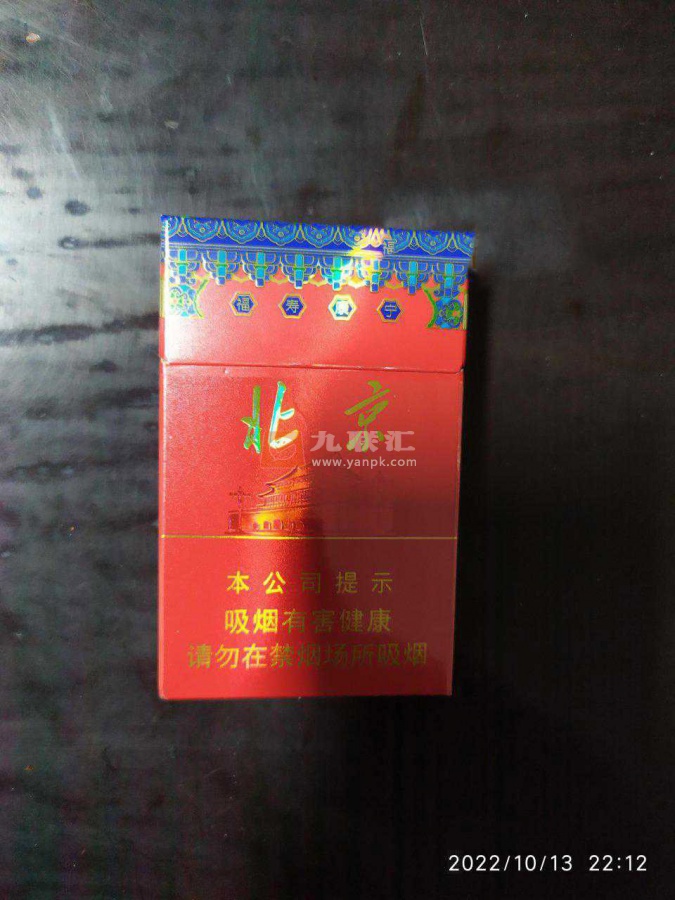 福
福寿康宁
北京
九联汇
www.yanpk.com
本公司提示
吸烟有害健康
请勿在禁烟场所吸烟
2022/10/13 22:12